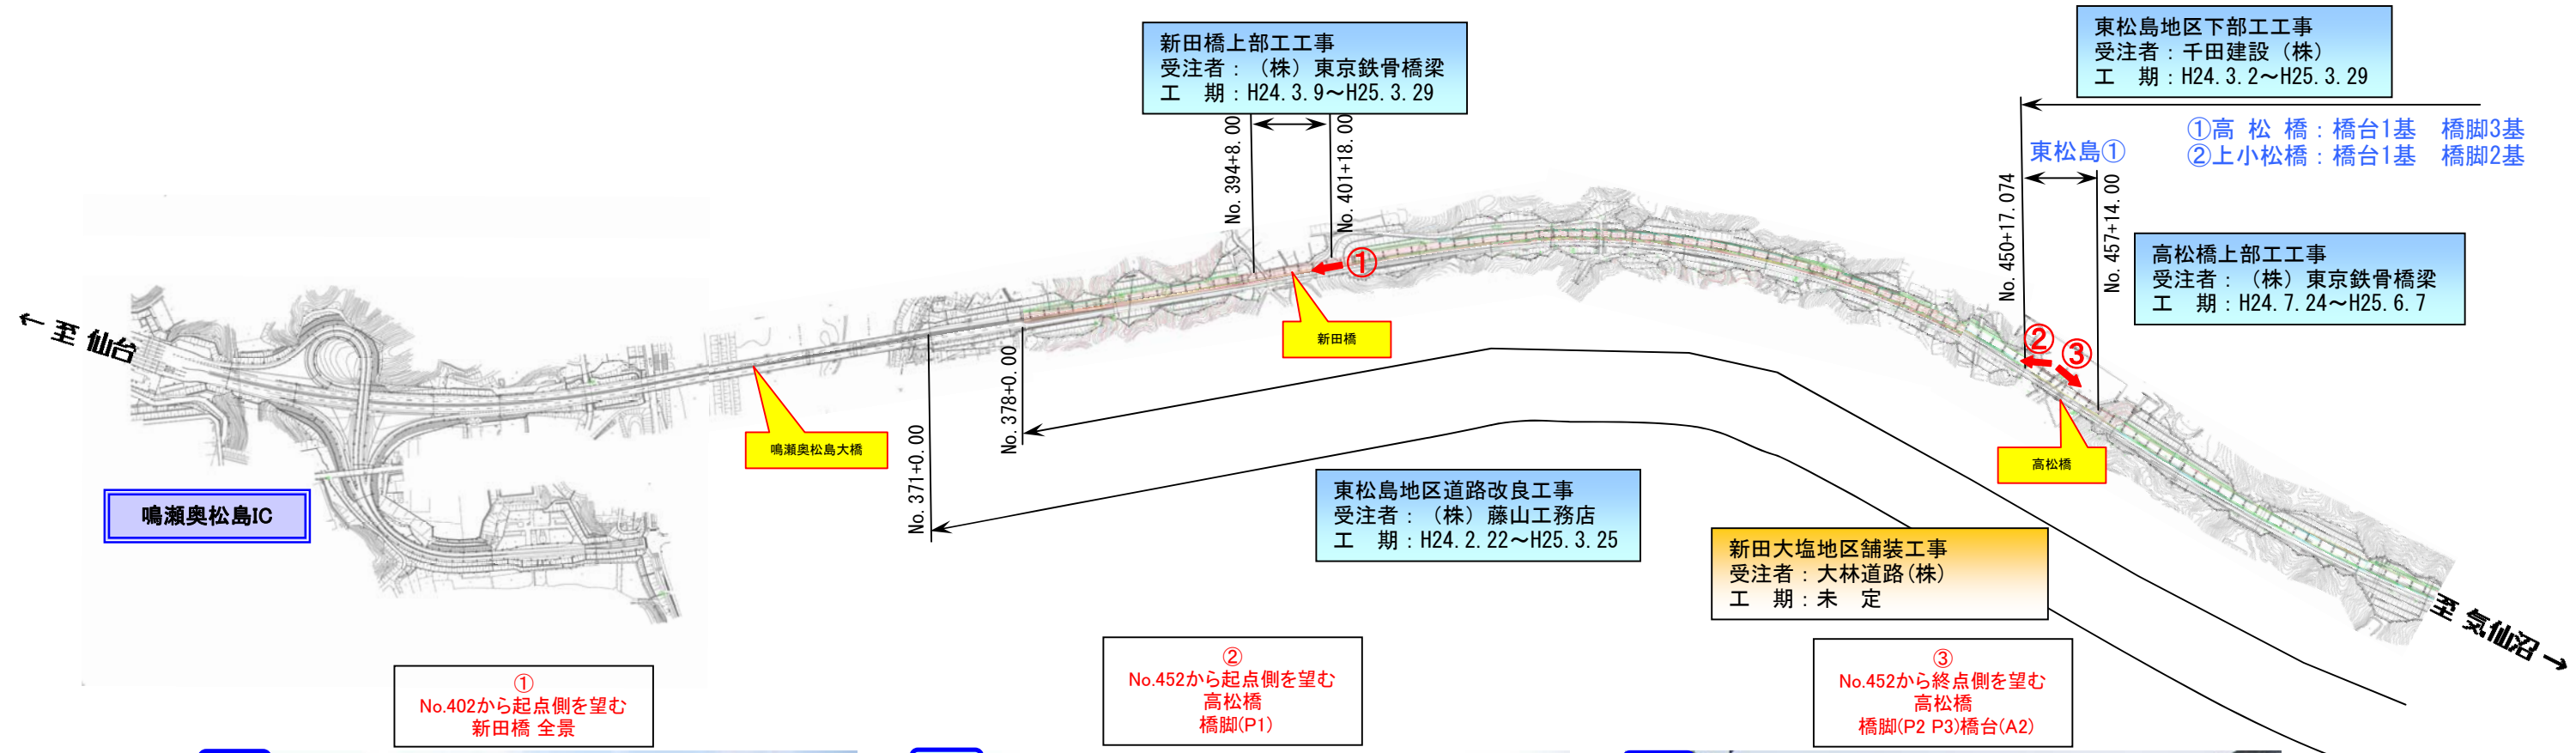 新田橋上部工工事
受注者：（株）東京鉄骨橋梁
工　期：H24.3.9～H25.3.29
東松島地区下部工工事
受注者：千田建設（株）
工　期：H24.3.2～H25.3.29
①高 松 橋：橋台1基　橋脚3基
②上小松橋：橋台1基　橋脚2基
東松島①
No.394+8.00
No.401+18.00
No.450+17.074
No.457+14.00
高松橋上部工工事
受注者：（株）東京鉄骨橋梁
工　期：H24.7.24～H25.6.7
①
②
③
← 至 仙台
新田橋
鳴瀬奥松島大橋
高松橋
No.371+0.00
No.378+0.00
鳴瀬奥松島IC
東松島地区道路改良工事
受注者：（株）藤山工務店
工　期：H24.2.22～H25.3.25
新田大塩地区舗装工事
受注者：大林道路(株)
工　期：未　定
至 気仙沼 →
①
No.402から起点側を望む
新田橋 全景
②
No.452から起点側を望む
高松橋
橋脚(P1)
③
No.452から終点側を望む
高松橋
橋脚(P2 P3)橋台(A2)